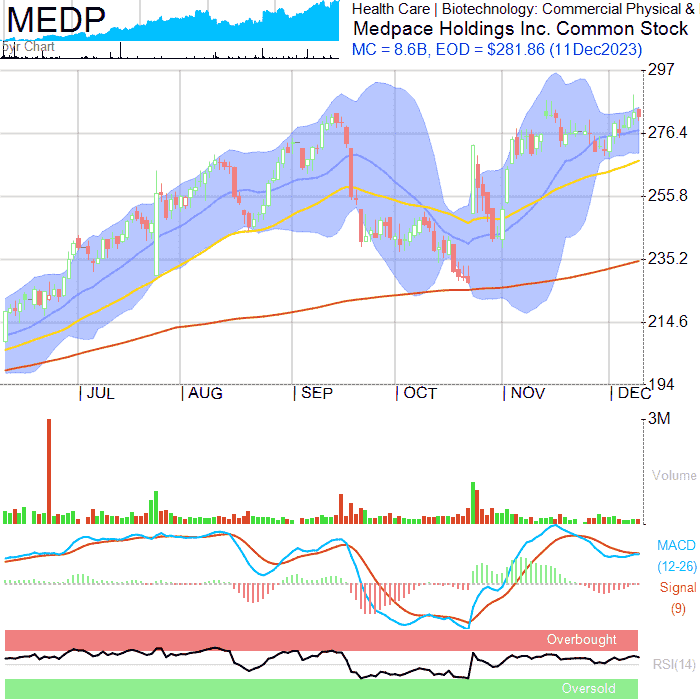 MEDP
5yr Chart
Health Care | Biotechnology: Commercial Physical &
Medpace Holdings Inc. Common Stock
MC = 8.6B, EOD = $281.86 (11Dec2023)
297
276.4
255.8
235.2
214.6
194
| JUL | AUG | SEP | OCT | NOV | DEC
3M
Volume
MACD
(12-26)
Signal
(9)
Overbought
RSI(14)
Oversold